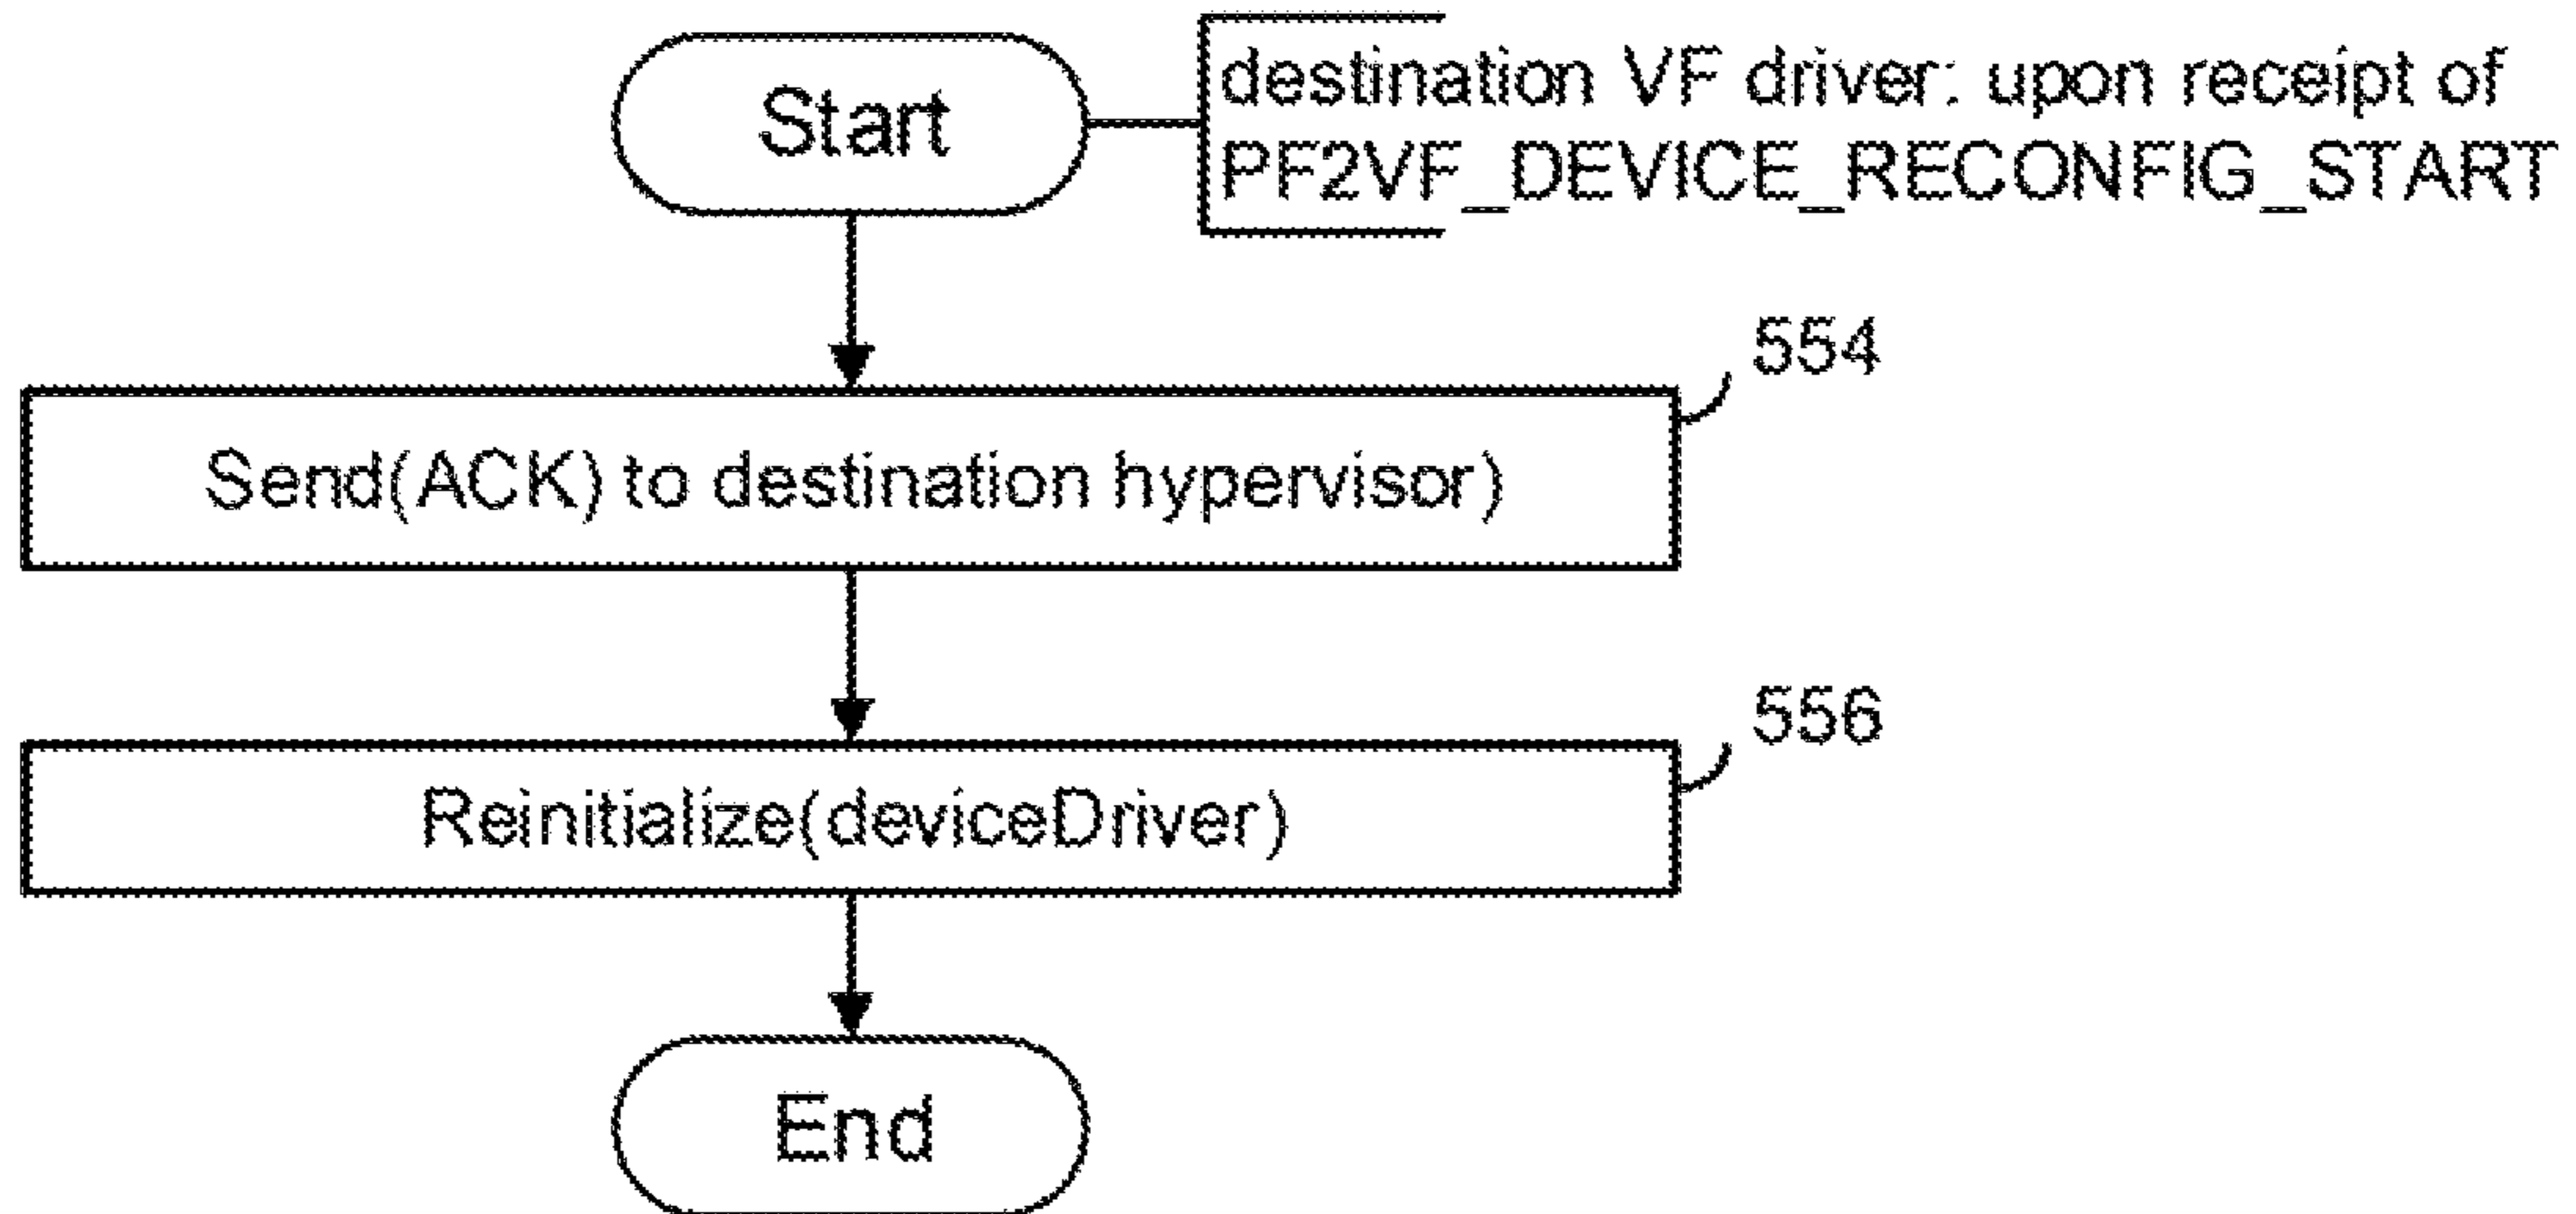 Start
destination VF driver: upon receipt of
PF2VF_DEVICE_RECONFIG_START
554
Send(ACK) to destination hypervisor)
556
Reinitialize(deviceDriver)
End